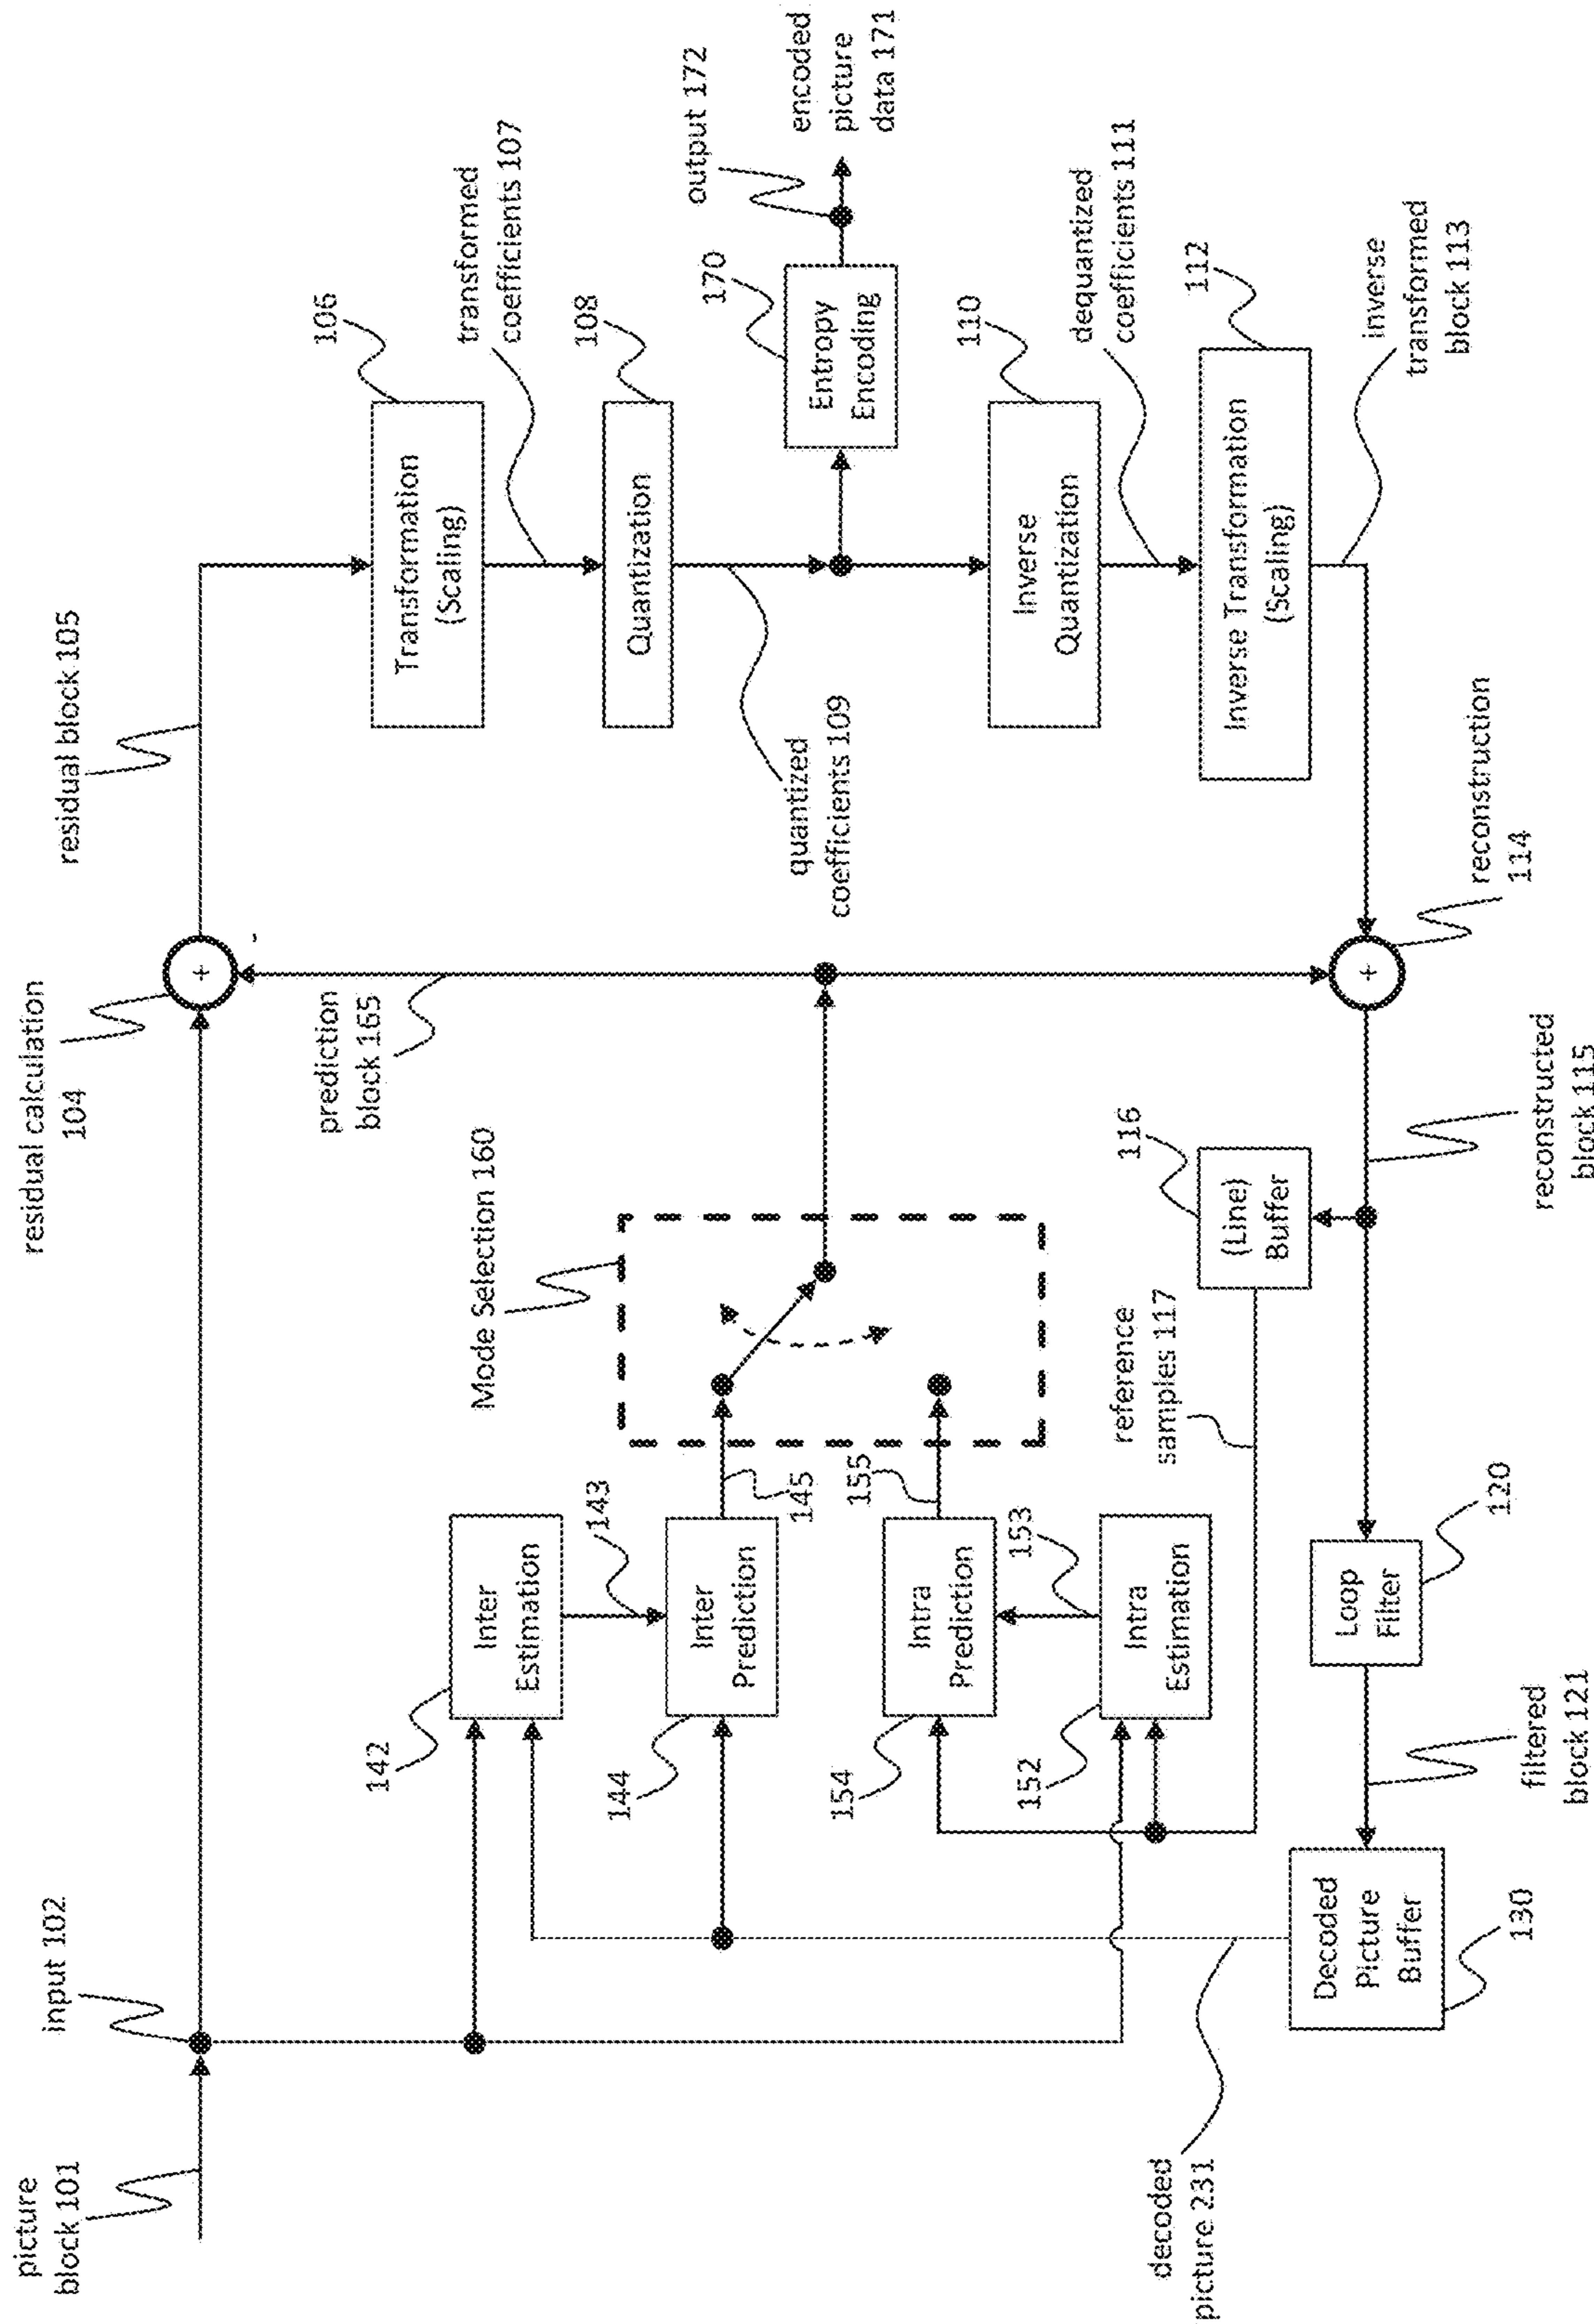 picture
block 101
input 102
residual calculation
104
residual block 105
prediction
block 165
106
Transformation
(Scaling)
transformed
coefficients 107
108
Quantization
quantized
coefficients 109
170
Entropy
Encoding
output 172
encoded
picture
data 171
110
Inverse
Quantization
dequantized
coefficients 111
112
Inverse Transformation
(Scaling)
inverse
transformed
block 113
+
-
+
reconstruction
114
Mode Selection 160
142
Inter
Estimation
143
144
Inter
Prediction
145
154
Intra
Prediction
155
153
152
Intra
Estimation
reference
samples 117
116
(Line)
Buffer
reconstructed
block 115
Loop
Filter
120
filtered
block 121
Decoded
Picture
Buffer
130
decoded
picture 231